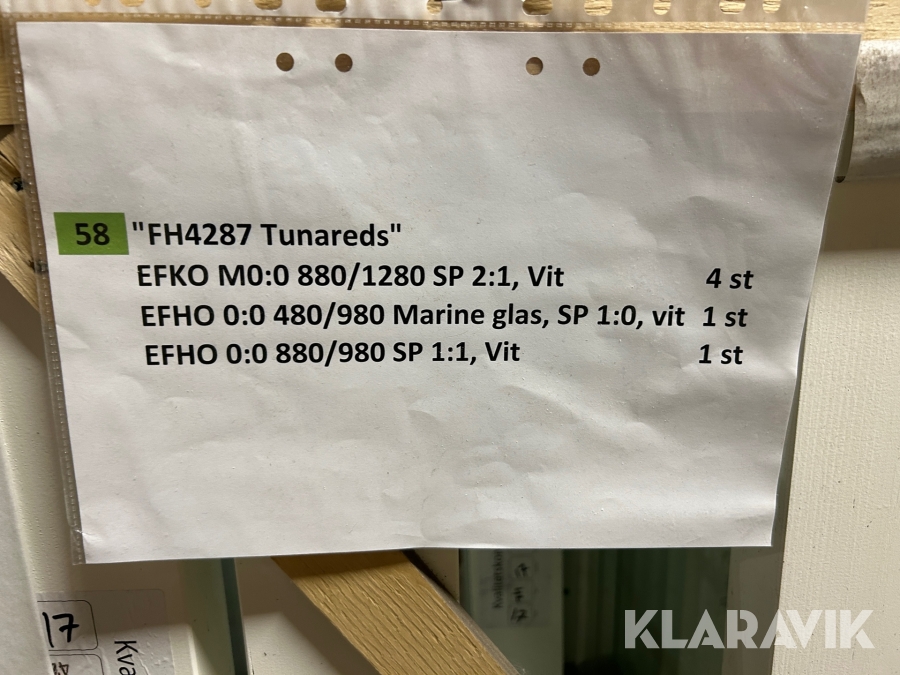 58 "FH4287 Tunareds"
EFKO M0:0 880/1280 SP 2:1, Vit 4 st
EFHO 0:0 480/980 Marine glas, SP 1:0, vit 1 st
EFHO 0:0 880/980 SP 1:1, Vit 1 st
17
Kva
KLARAVIK